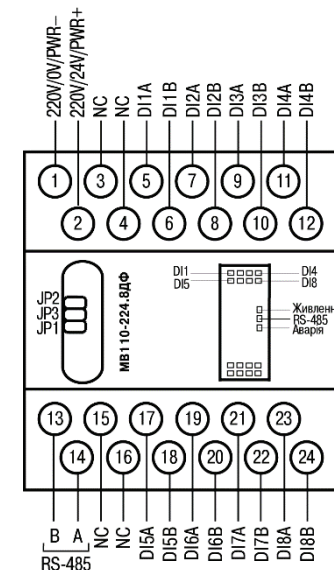 220V/0V/PWR−
220V/24V/PWR+
NC
NC
DI1A
DI1B
DI2A
DI2B
DI3A
DI3B
DI4A
DI4B
1
3
5
7
9
11
2
4
6
8
10
12
JP2
JP3
JP1
МВ110-224.8ДФ
DI1
DI5
DI4
DI8
RS-485
Аварія
13
15
17
19
21
23
14
16
18
20
22
24
B
A
RS-485
NC
NC
DI5A
DI5B
DI6A
DI6B
DI7A
DI7B
DI8A
DI8B